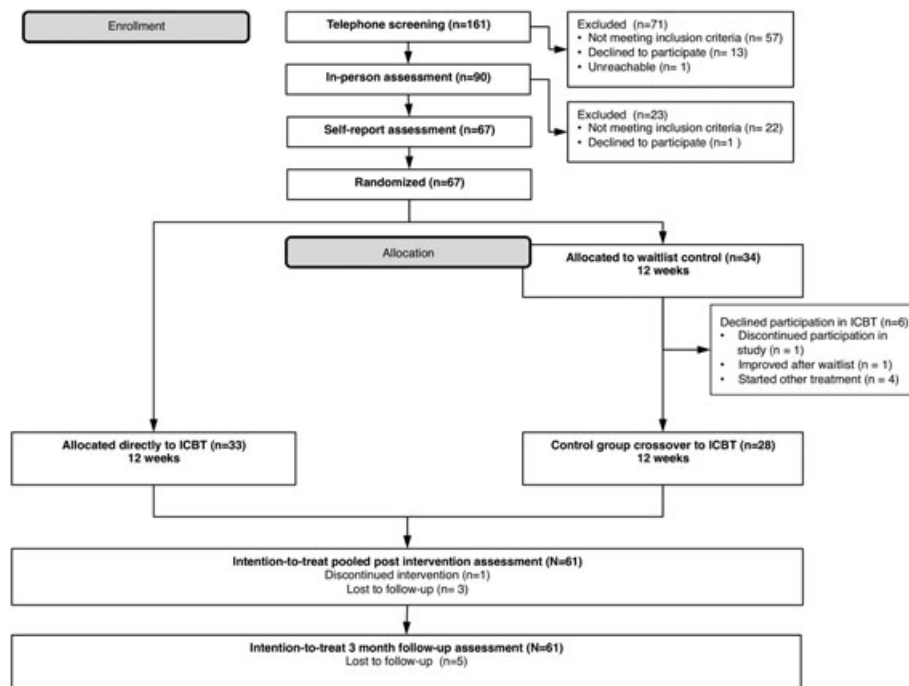 Enrollment
Telephone screening (n=161)
Excluded (n=71)
• Not meeting inclusion criteria (n= 57)
• Declined to participate (n= 13)
• Unreachable (n= 1)
In-person assessment (n=90)
Excluded (n=23)
• Not meeting inclusion criteria (n= 22)
• Declined to participate (n=1 )
Self-report assessment (n=67)
Randomized (n=67)
Allocation
Allocated to waitlist control (n=34)
12 weeks
Declined participation in ICBT (n=6)
• Discontinued participation in
study (n = 1)
• Improved after waitlist (n = 1)
• Started other treatment (n = 4)
Allocated directly to ICBT (n=33)
12 weeks
Control group crossover to ICBT (n=28)
12 weeks
Intention-to-treat pooled post intervention assessment (N=61)
Discontinued intervention (n=1)
Lost to follow-up (n= 3)
Intention-to-treat 3 month follow-up assessment (N=61)
Lost to follow-up (n=5)